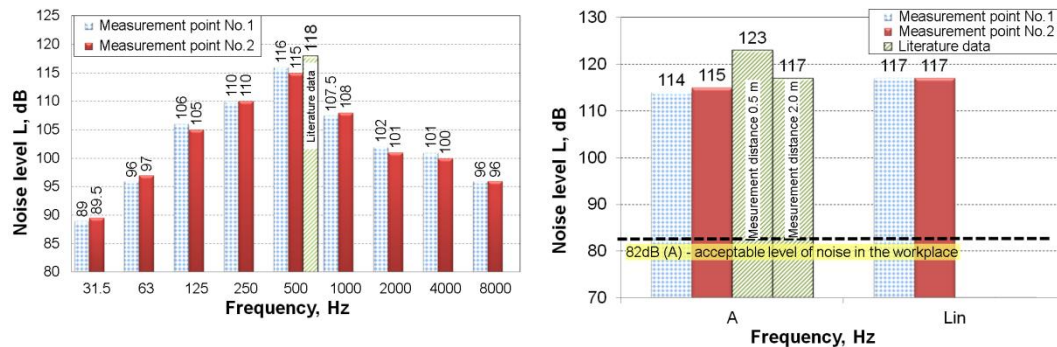 Measurement point No.1
Measurement point No.2
Noise level L, dB
125
120
115
110
105
100
95
90
85
80
89
89.5
96
97
106
105
110
110
116
115
118
Literature data
107.5
108
102
101
101
100
96
96
31.5 63 125 250 500 1000 2000 4000 8000
Frequency, Hz
Measurement point No.1
Measurement point No.2
Literature data
Noise level L, dB
130
120
110
100
90
80
70
114
115
123
117
117
117
Mesurement distance 0.5 m
Mesurement distance 2.0 m
82dB (A) - acceptable level of noise in the workplace
A Lin
Frequency, Hz